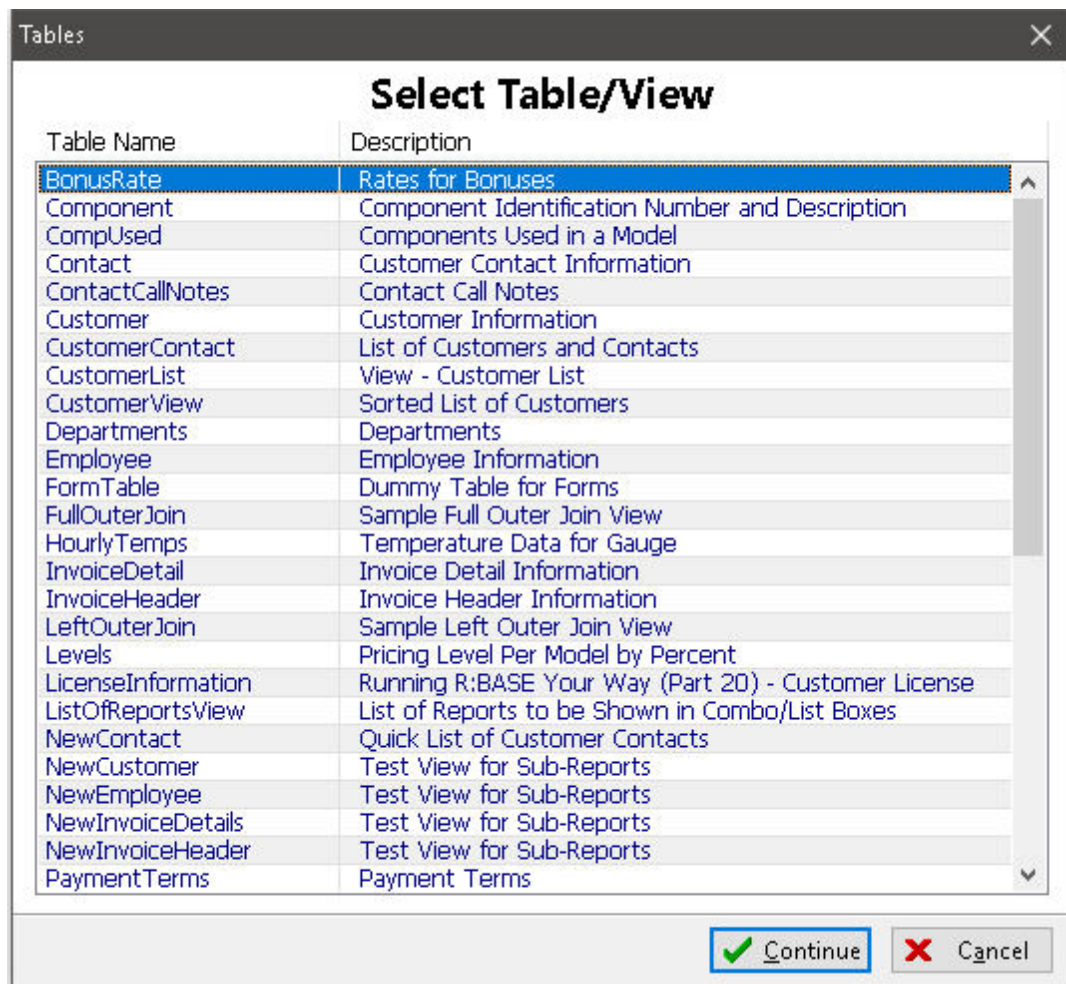 Tables
Select Table/View
Table Name Description
BonusRate Rates for Bonuses
Component Component Identification Number and Description
CompUsed Components Used in a Model
Contact Customer Contact Information
ContactCallNotes Contact Call Notes
Customer Customer Information
CustomerContact List of Customers and Contacts
CustomerList View - Customer List
CustomerView Sorted List of Customers
Departments Departments
Employee Employee Information
FormTable Dummy Table for Forms
FullOuterJoin Sample Full Outer Join View
HourlyTemps Temperature Data for Gauge
InvoiceDetail Invoice Detail Information
InvoiceHeader Invoice Header Information
LeftOuterJoin Sample Left Outer Join View
Levels Pricing Level Per Model by Percent
LicenseInformation Running R:BASE Your Way (Part 20) - Customer License
ListOfReportsView List of Reports to be Shown in Combo/List Boxes
NewContact Quick List of Customer Contacts
NewCustomer Test View for Sub-Reports
NewEmployee Test View for Sub-Reports
NewInvoiceDetails Test View for Sub-Reports
NewInvoiceHeader Test View for Sub-Reports
PaymentTerms Payment Terms
Continue Cancel